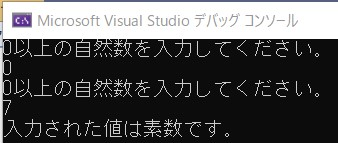 Microsoft Visual Studio デバッグ コンソール
0以上の自然数を入力してください。
0
0以上の自然数を入力してください。
7
入力された値は素数です。